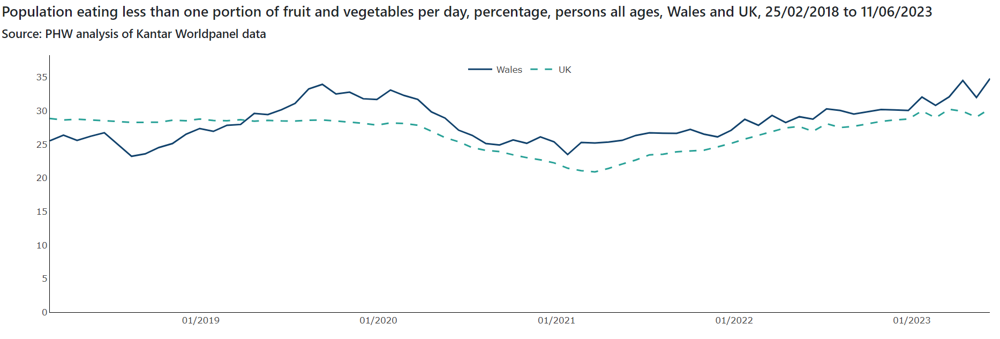 Population eating less than one portion of fruit and vegetables per day, percentage, persons all ages, Wales and UK, 25/02/2018 to 11/06/2023
Source: PHW analysis of Kantar Worldpanel data
Wales UK
35
30
25
20
15
10
5
0
01/2019 01/2020 01/2021 01/2022 01/2023